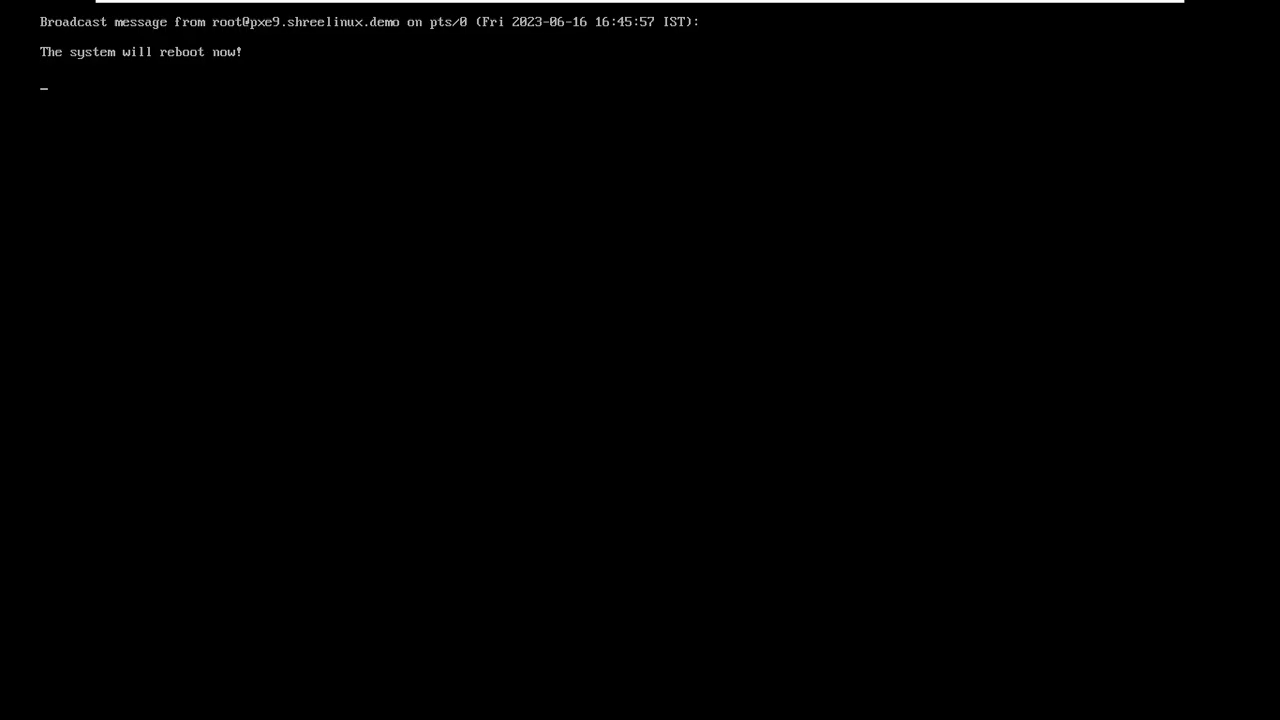 Broadcast message from root@pxe9.shreelinux.demo on pts/0 (Fri 2023-06-16 16:45:57 IST):
The system will reboot now!